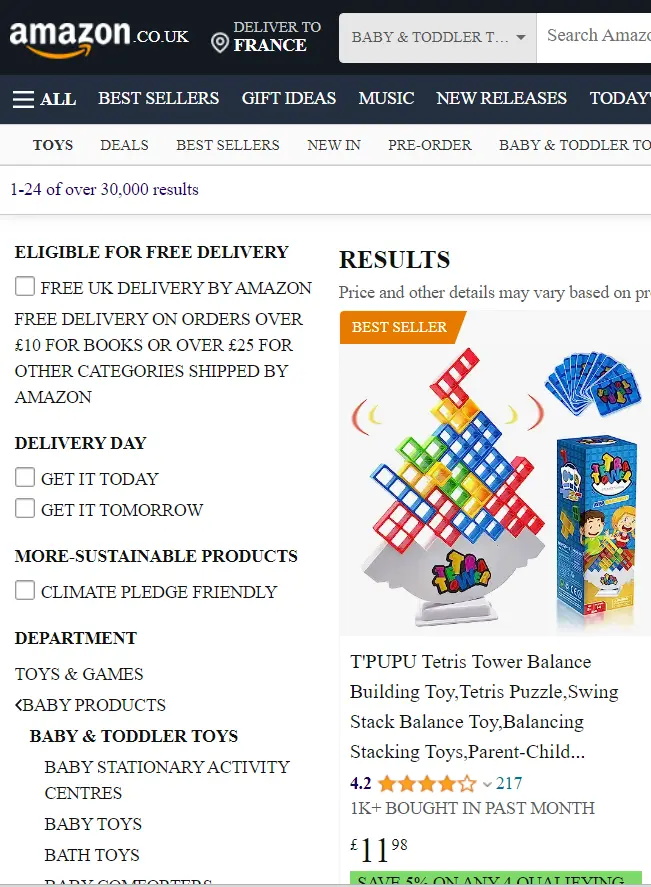 amazon.co.uk
DELIVER TO
FRANCE
BABY & TODDLER T...
Search Amazo
ALL
BEST SELLERS
GIFT IDEAS
MUSIC
NEW RELEASES
TODAY'
TOYS
DEALS
BEST SELLERS
NEW IN
PRE-ORDER
BABY & TODDLER TO
1-24 of over 30,000 results
ELIGIBLE FOR FREE DELIVERY
FREE UK DELIVERY BY AMAZON
FREE DELIVERY ON ORDERS OVER
£10 FOR BOOKS OR OVER £25 FOR
OTHER CATEGORIES SHIPPED BY
AMAZON
DELIVERY DAY
GET IT TODAY
GET IT TOMORROW
MORE-SUSTAINABLE PRODUCTS
CLIMATE PLEDGE FRIENDLY
DEPARTMENT
TOYS & GAMES
<BABY PRODUCTS
BABY & TODDLER TOYS
BABY STATIONARY ACTIVITY
CENTRES
BABY TOYS
BATH TOYS
BABY COMFORTERS
RESULTS
Price and other details may vary based on pr
BEST SELLER
TETRA
TOWER
TETRA
TOWER
T'PUPU Tetris Tower Balance
Building Toy,Tetris Puzzle,Swing
Stack Balance Toy,Balancing
Stacking Toys,Parent-Child...
4.2
217
1K+ BOUGHT IN PAST MONTH
£1198
SAVE 5% ON ANY 4 QUALIFYING